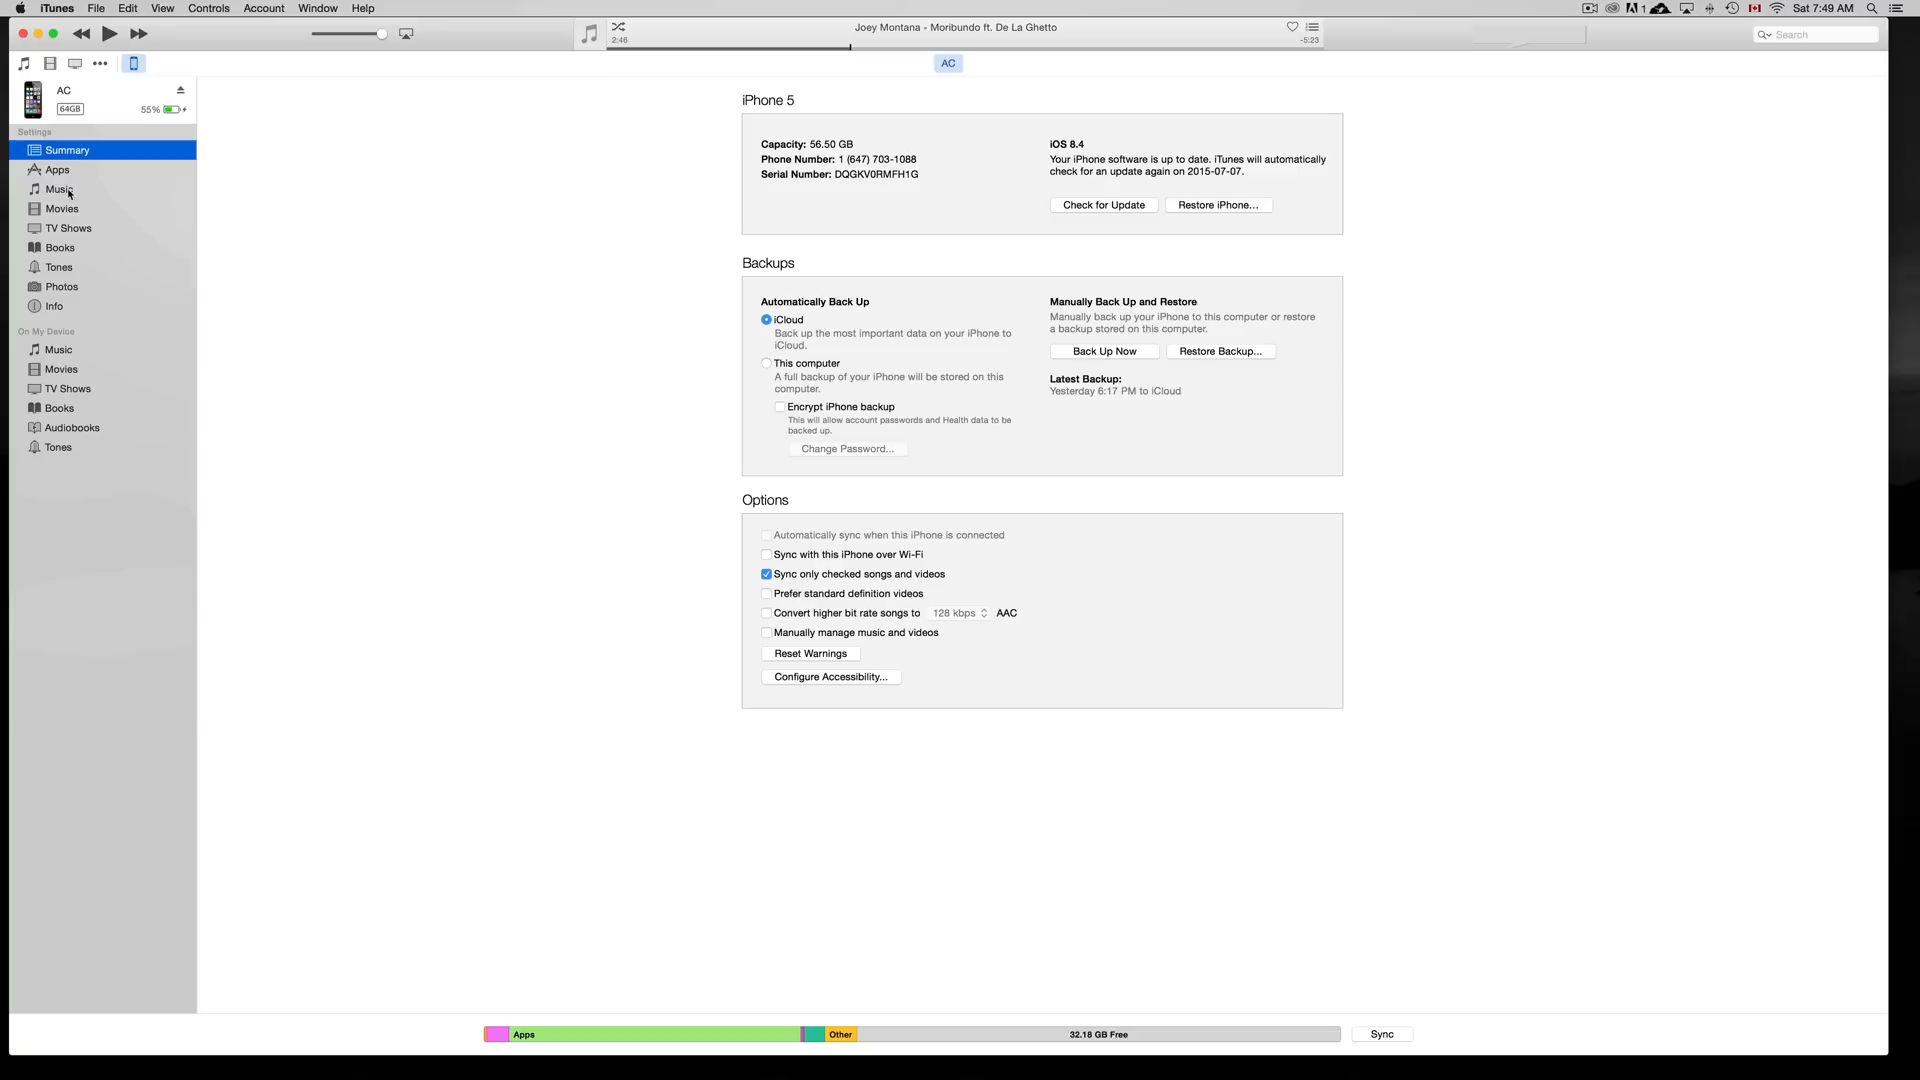 iTunes File Edit View Controls Account Window Help
1 Sat 7:49 AM
Joey Montana - Moribundo ft. De La Ghetto
2:46 -5:23
Search
AC
AC
64GB 55%
Settings
Summary
Apps
Music
Movies
TV Shows
Books
Tones
Photos
Info
On My Device
Music
Movies
TV Shows
Books
Audiobooks
Tones
iPhone 5
Capacity: 56.50 GB
Phone Number: 1 (647) 703-1088
Serial Number: DQGKV0RMFH1G
iOS 8.4
Your iPhone software is up to date. iTunes will automatically
check for an update again on 2015-07-07.
Check for Update Restore iPhone...
Backups
Automatically Back Up
iCloud
Back up the most important data on your iPhone to
iCloud.
This computer
A full backup of your iPhone will be stored on this
computer.
Encrypt iPhone backup
This will allow account passwords and Health data to be
backed up.
Change Password...
Manually Back Up and Restore
Manually back up your iPhone to this computer or restore
a backup stored on this computer.
Back Up Now Restore Backup...
Latest Backup:
Yesterday 6:17 PM to iCloud
Options
Automatically sync when this iPhone is connected
Sync with this iPhone over Wi-Fi
Sync only checked songs and videos
Prefer standard definition videos
Convert higher bit rate songs to 128 kbps AAC
Manually manage music and videos
Reset Warnings
Configure Accessibility...
Apps Other 32.18 GB Free Sync